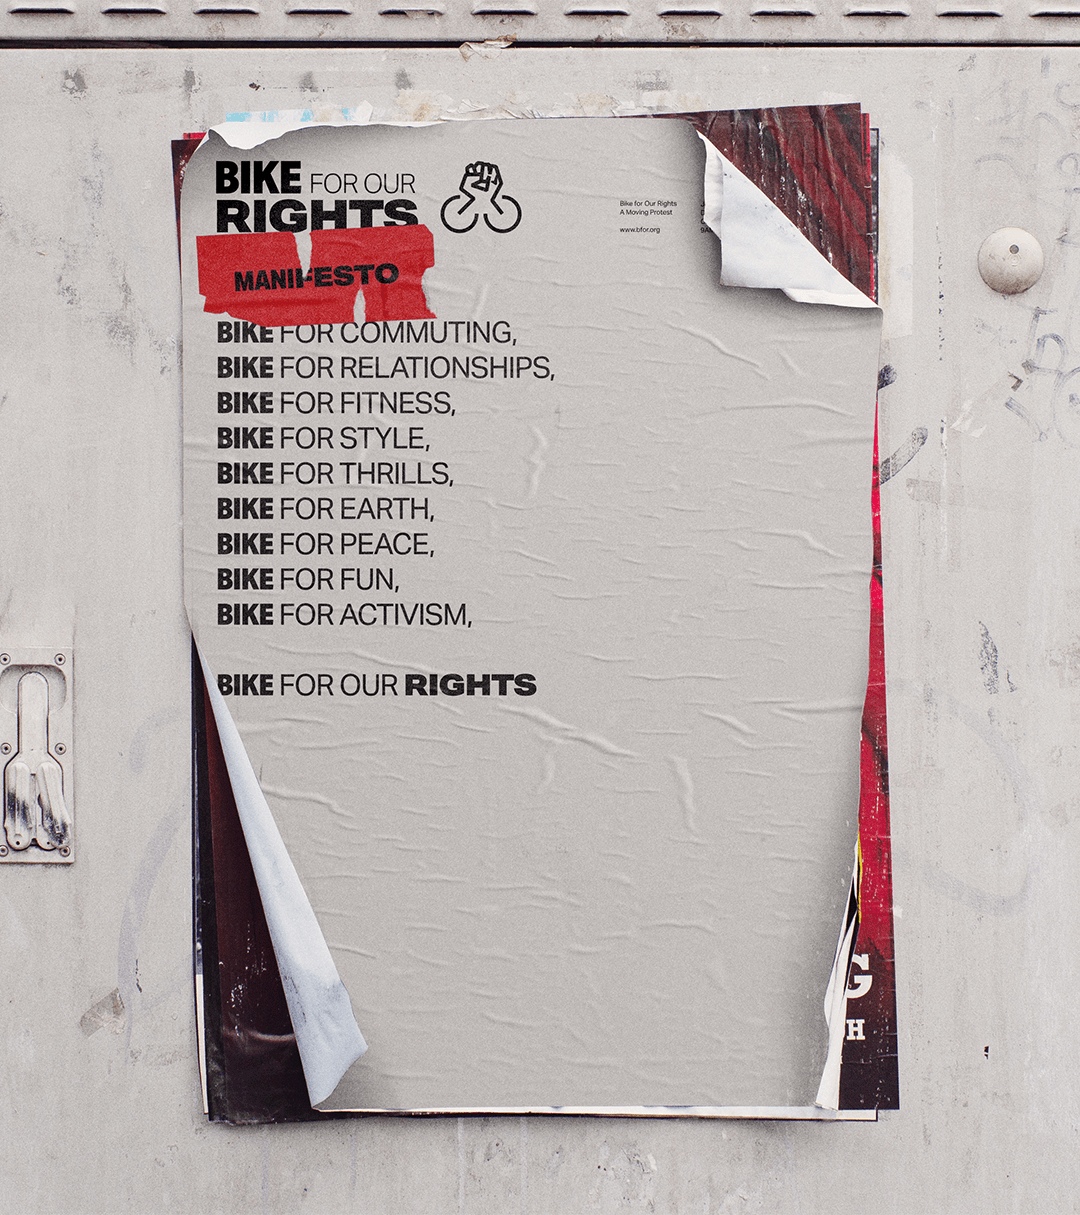 BIKE FOR OUR
RIGHTS
Bike for Our Rights
A Moving Protest
www.bfor.org
MANIFESTO
BIKE FOR COMMUTING,
BIKE FOR RELATIONSHIPS,
BIKE FOR FITNESS,
BIKE FOR STYLE,
BIKE FOR THRILLS,
BIKE FOR EARTH,
BIKE FOR PEACE,
BIKE FOR FUN,
BIKE FOR ACTIVISM,
BIKE FOR OUR RIGHTS
G
H